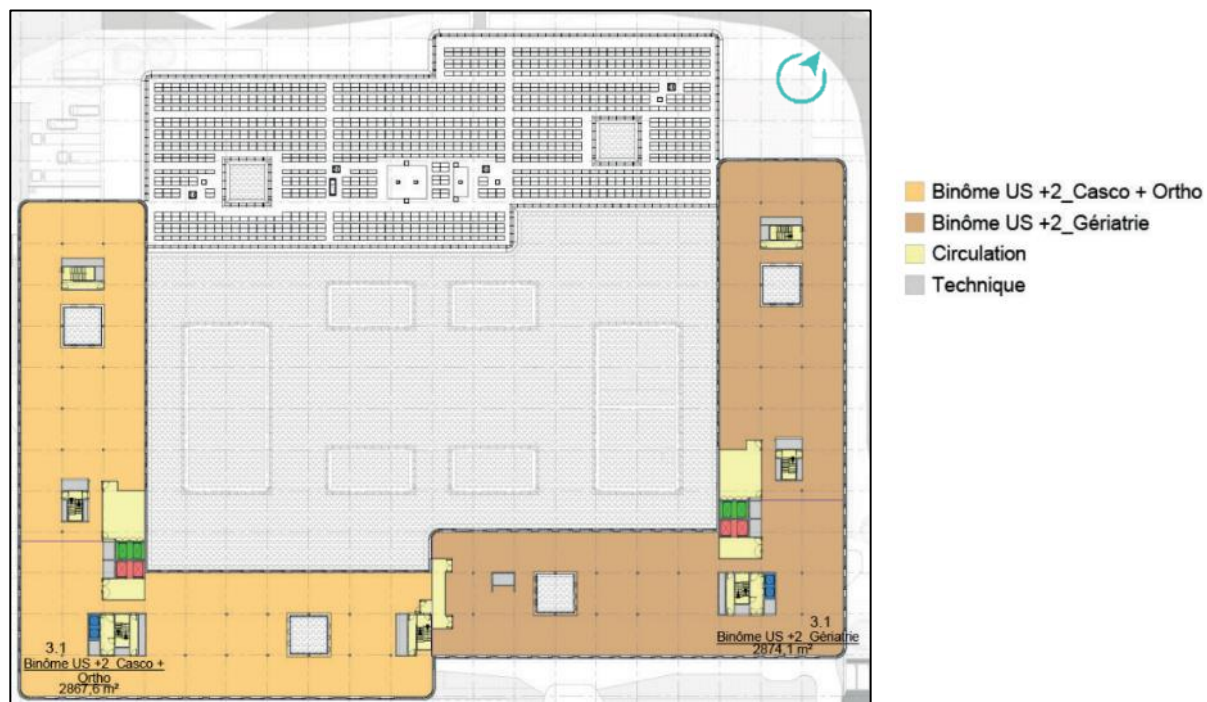 Binôme US +2_Casco + Ortho
Binôme US +2_Gériatrie
Circulation
Technique
3.1
Binôme US +2_Casco +
Ortho
2867,6 m²
3.1
Binôme US +2_Gériatrie
2874,1 m²